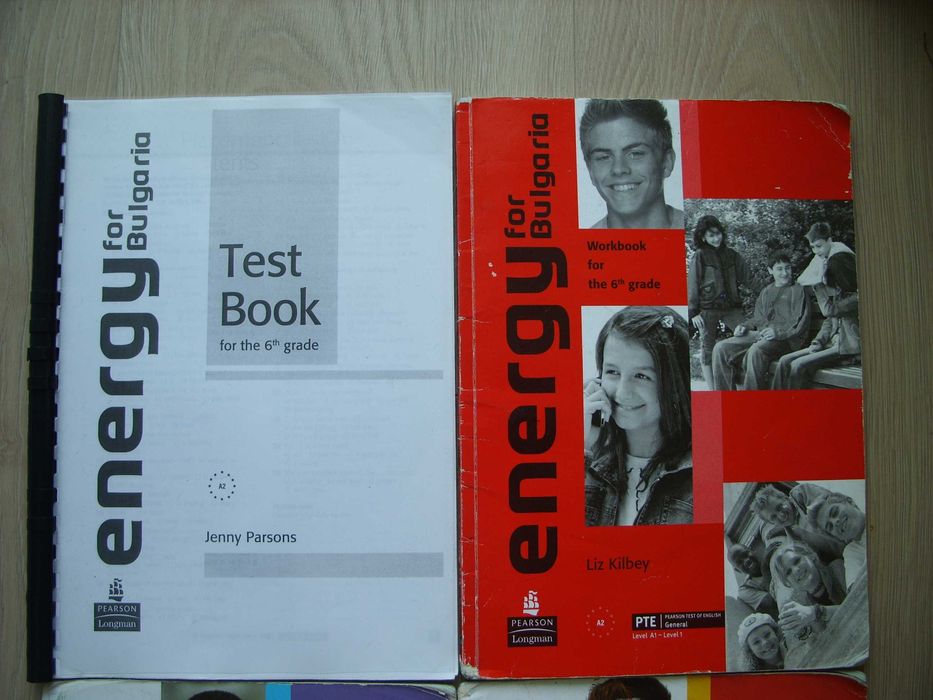 energy for Bulgaria
Test
Book
for the 6th grade
A2
Jenny Parsons
PEARSON
Longman
energy for Bulgaria
Workbook
for
the 6th grade
Liz Kilbey
PEARSON
Longman
A2
PTE PEARSON TEST OF ENGLISH
General
Level A1 – Level 1